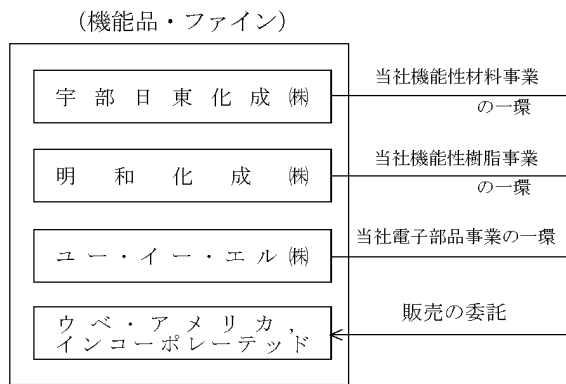 （機能品・ファイン）
宇部日東化成㈱
当社機能性材料事業
の一環
明和化成㈱
当社機能性樹脂事業
の一環
ユー・イー・エル㈱
当社電子部品事業の一環
ウベ・アメリカ，
インコーポレーテッド
販売の委託